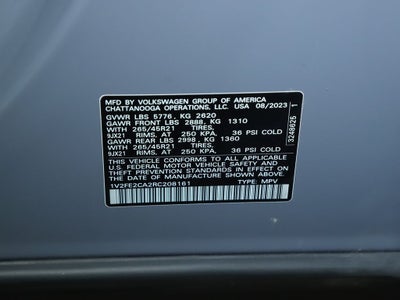 MFD BY VOLKSWAGEN GROUP OF AMERICA
CHATTANOOGA OPERATIONS, LLC. USA 08/2023
GVWR LBS 5776, KG 2620
GAWR FRONT LBS 2888, KG 1310
WITH 265/45R21 TIRES,
9JX21 RIMS, AT 250 KPA, 36 PSI COLD
GAWR REAR LBS 2998, KG 1360
WITH 265/45R21 TIRES,
9JX21 RIMS, AT 250 KPA, 36 PSI COLD
THIS VEHICLE CONFORMS TO ALL APPLICABLE
U.S. FEDERAL MOTOR VEHICLE SAFETY AND
THEFT PREVENTION STANDARDS IN EFFECT ON
THE DATE OF MANUFACTURE SHOWN ABOVE.
1V2FE2CA2RC208161 TYPE: MPV
3248625 1